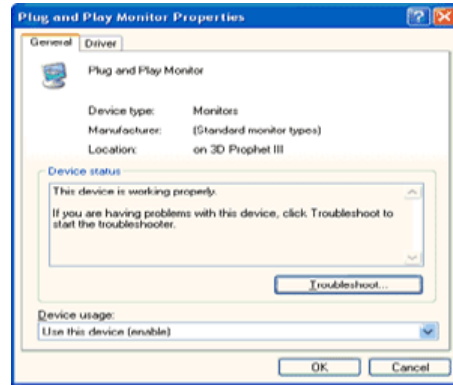 Plug and Play Monitor Properties
General Driver
Plug and Play Monitor
Device type: Monitors
Manufacturer: (Standard monitor types)
Location: on 3D Prophet III
Device status
This device is working properly.
If you are having problems with this device, click Troubleshoot to
start the troubleshooter.
Troubleshoot...
Device usage:
Use this device (enable)
OK Cancel